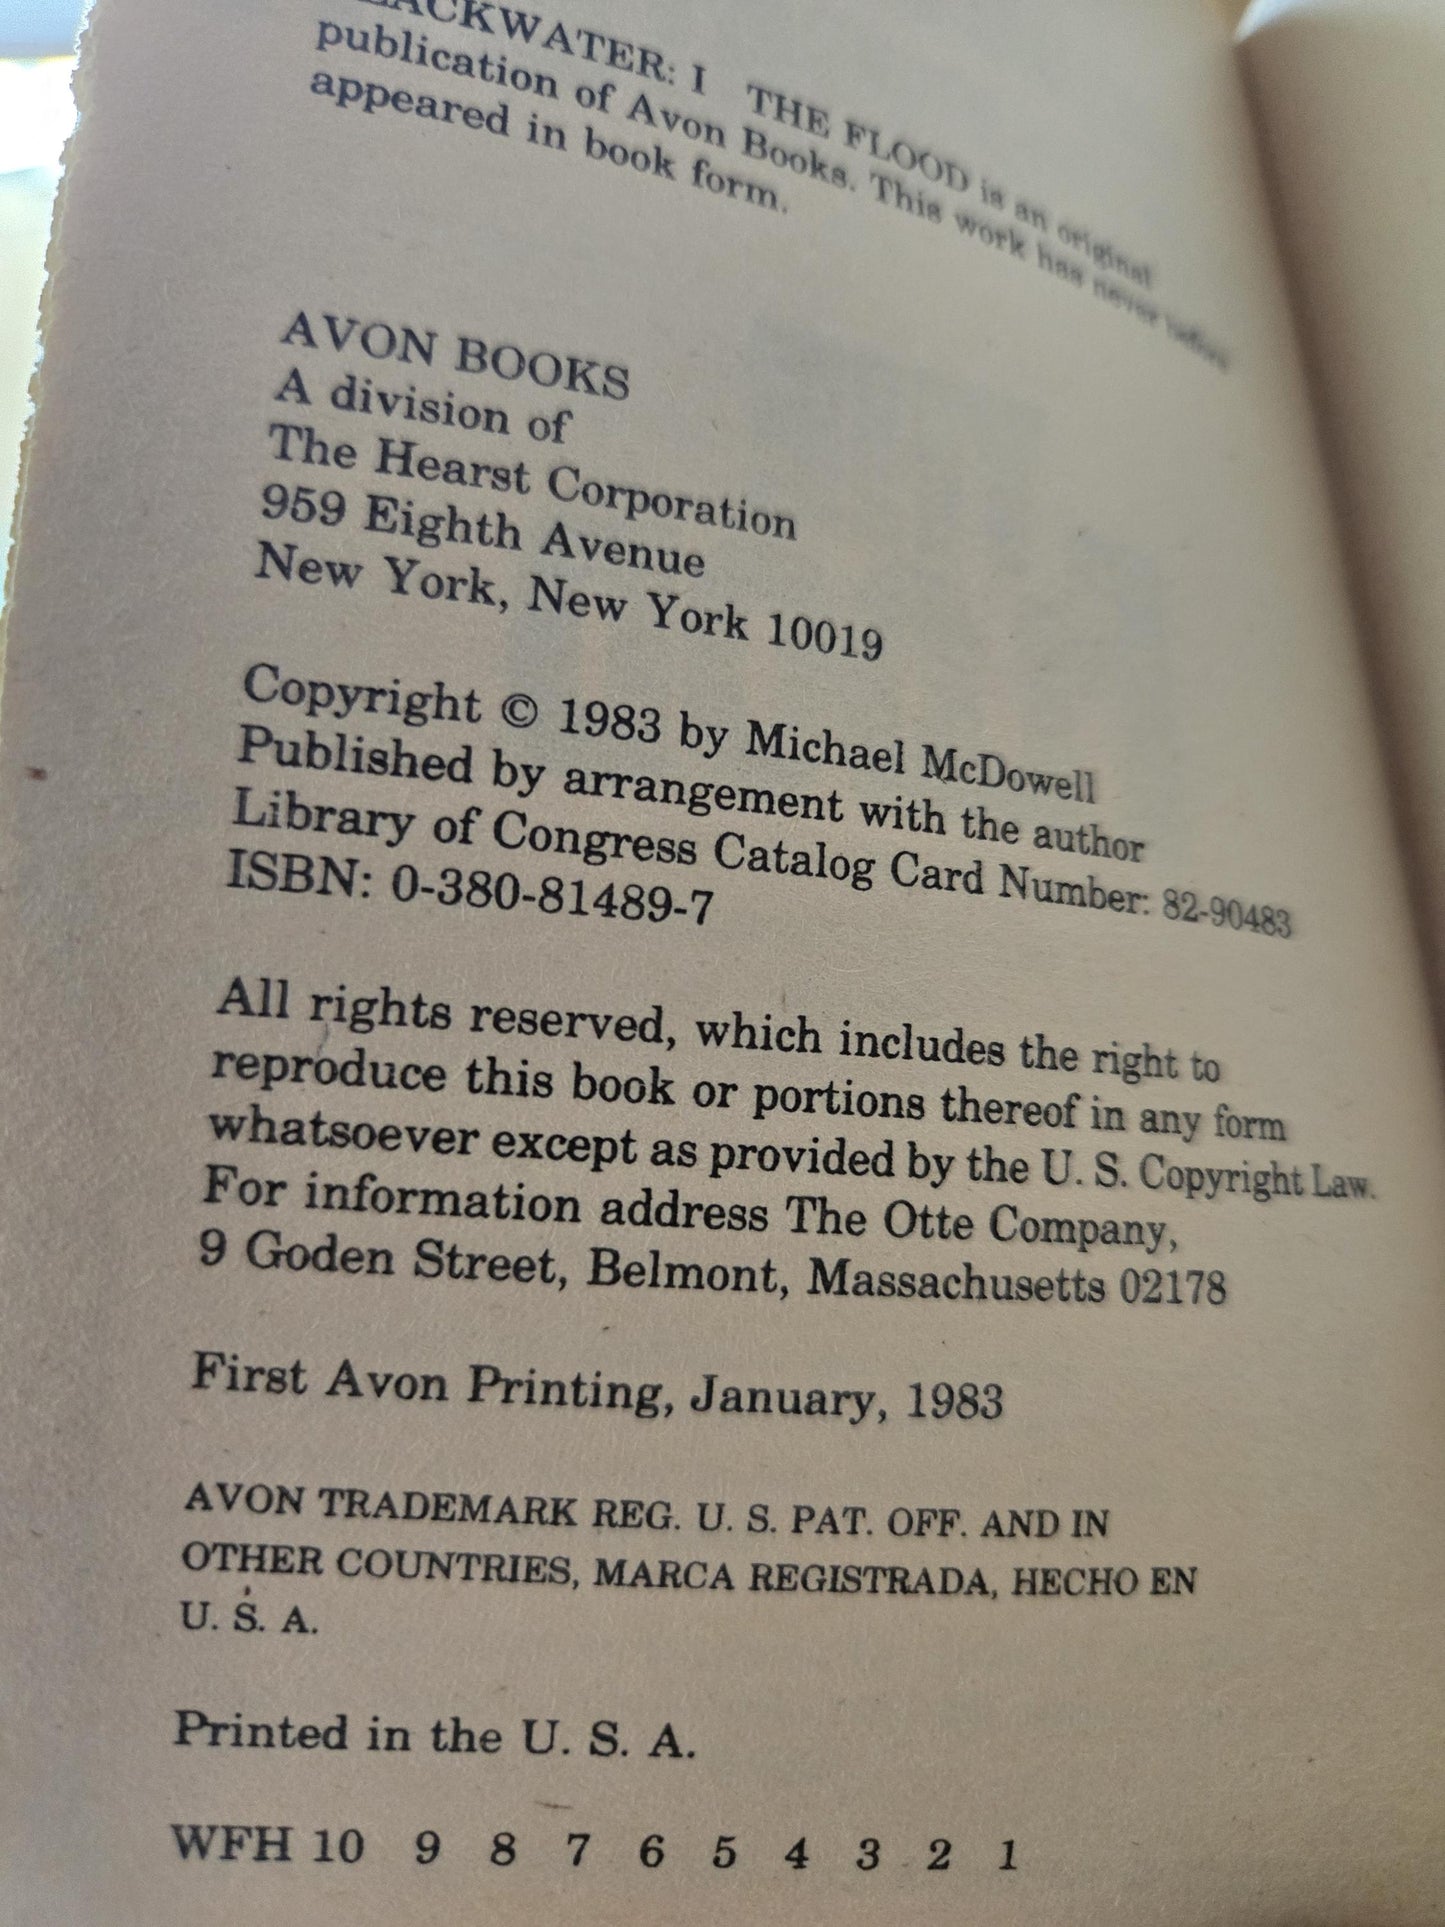 BLACKWATER: I THE FLOOD is an original
publication of Avon Books. This work has never before
appeared in book form.
AVON BOOKS
A division of
The Hearst Corporation
959 Eighth Avenue
New York, New York 10019
Copyright © 1983 by Michael McDowell
Published by arrangement with the author
Library of Congress Catalog Card Number: 82-90483
ISBN: 0-380-81489-7
All rights reserved, which includes the right to
reproduce this book or portions thereof in any form
whatsoever except as provided by the U. S. Copyright Law.
For information address The Otte Company,
9 Goden Street, Belmont, Massachusetts 02178
First Avon Printing, January, 1983
AVON TRADEMARK REG. U. S. PAT. OFF. AND IN
OTHER COUNTRIES, MARCA REGISTRADA, HECHO EN
U. S. A.
Printed in the U. S. A.
WFH 10 9 8 7 6 5 4 3 2 1